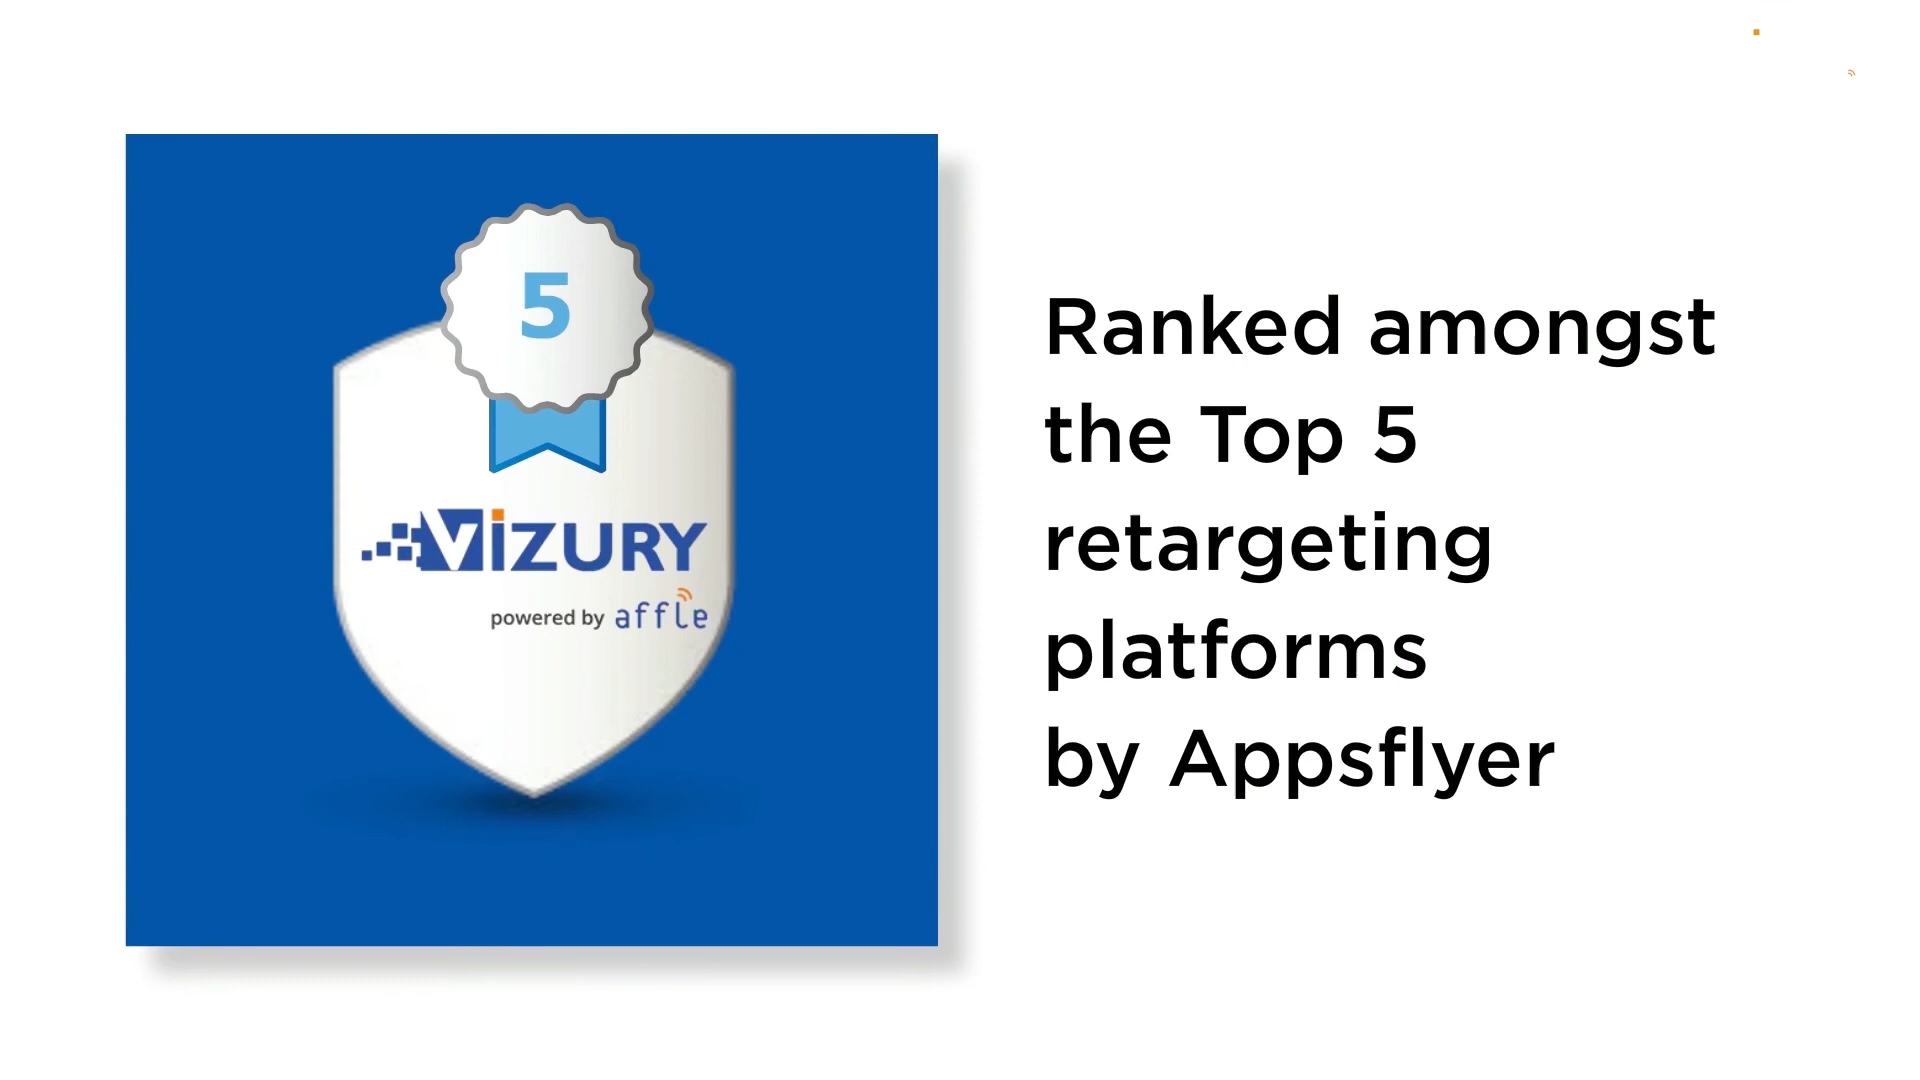 5
VIZURY
powered by affle
Ranked amongst
the Top 5
retargeting
platforms
by Appsflyer